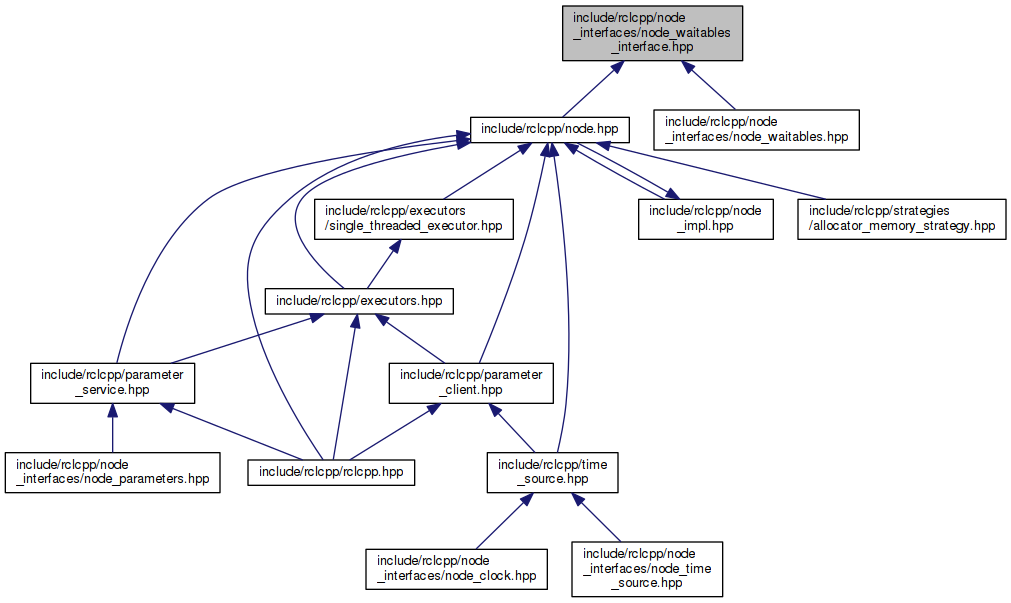 include/rclcpp/node
_interfaces/node_waitables
_interface.hpp
include/rclcpp/node.hpp
include/rclcpp/node
_interfaces/node_waitables.hpp
include/rclcpp/executors
/single_threaded_executor.hpp
include/rclcpp/node
_impl.hpp
include/rclcpp/strategies
/allocator_memory_strategy.hpp
include/rclcpp/executors.hpp
include/rclcpp/parameter
_service.hpp
include/rclcpp/parameter
_client.hpp
include/rclcpp/node
_interfaces/node_parameters.hpp
include/rclcpp/rclcpp.hpp
include/rclcpp/time
_source.hpp
include/rclcpp/node
_interfaces/node_clock.hpp
include/rclcpp/node
_interfaces/node_time
_source.hpp